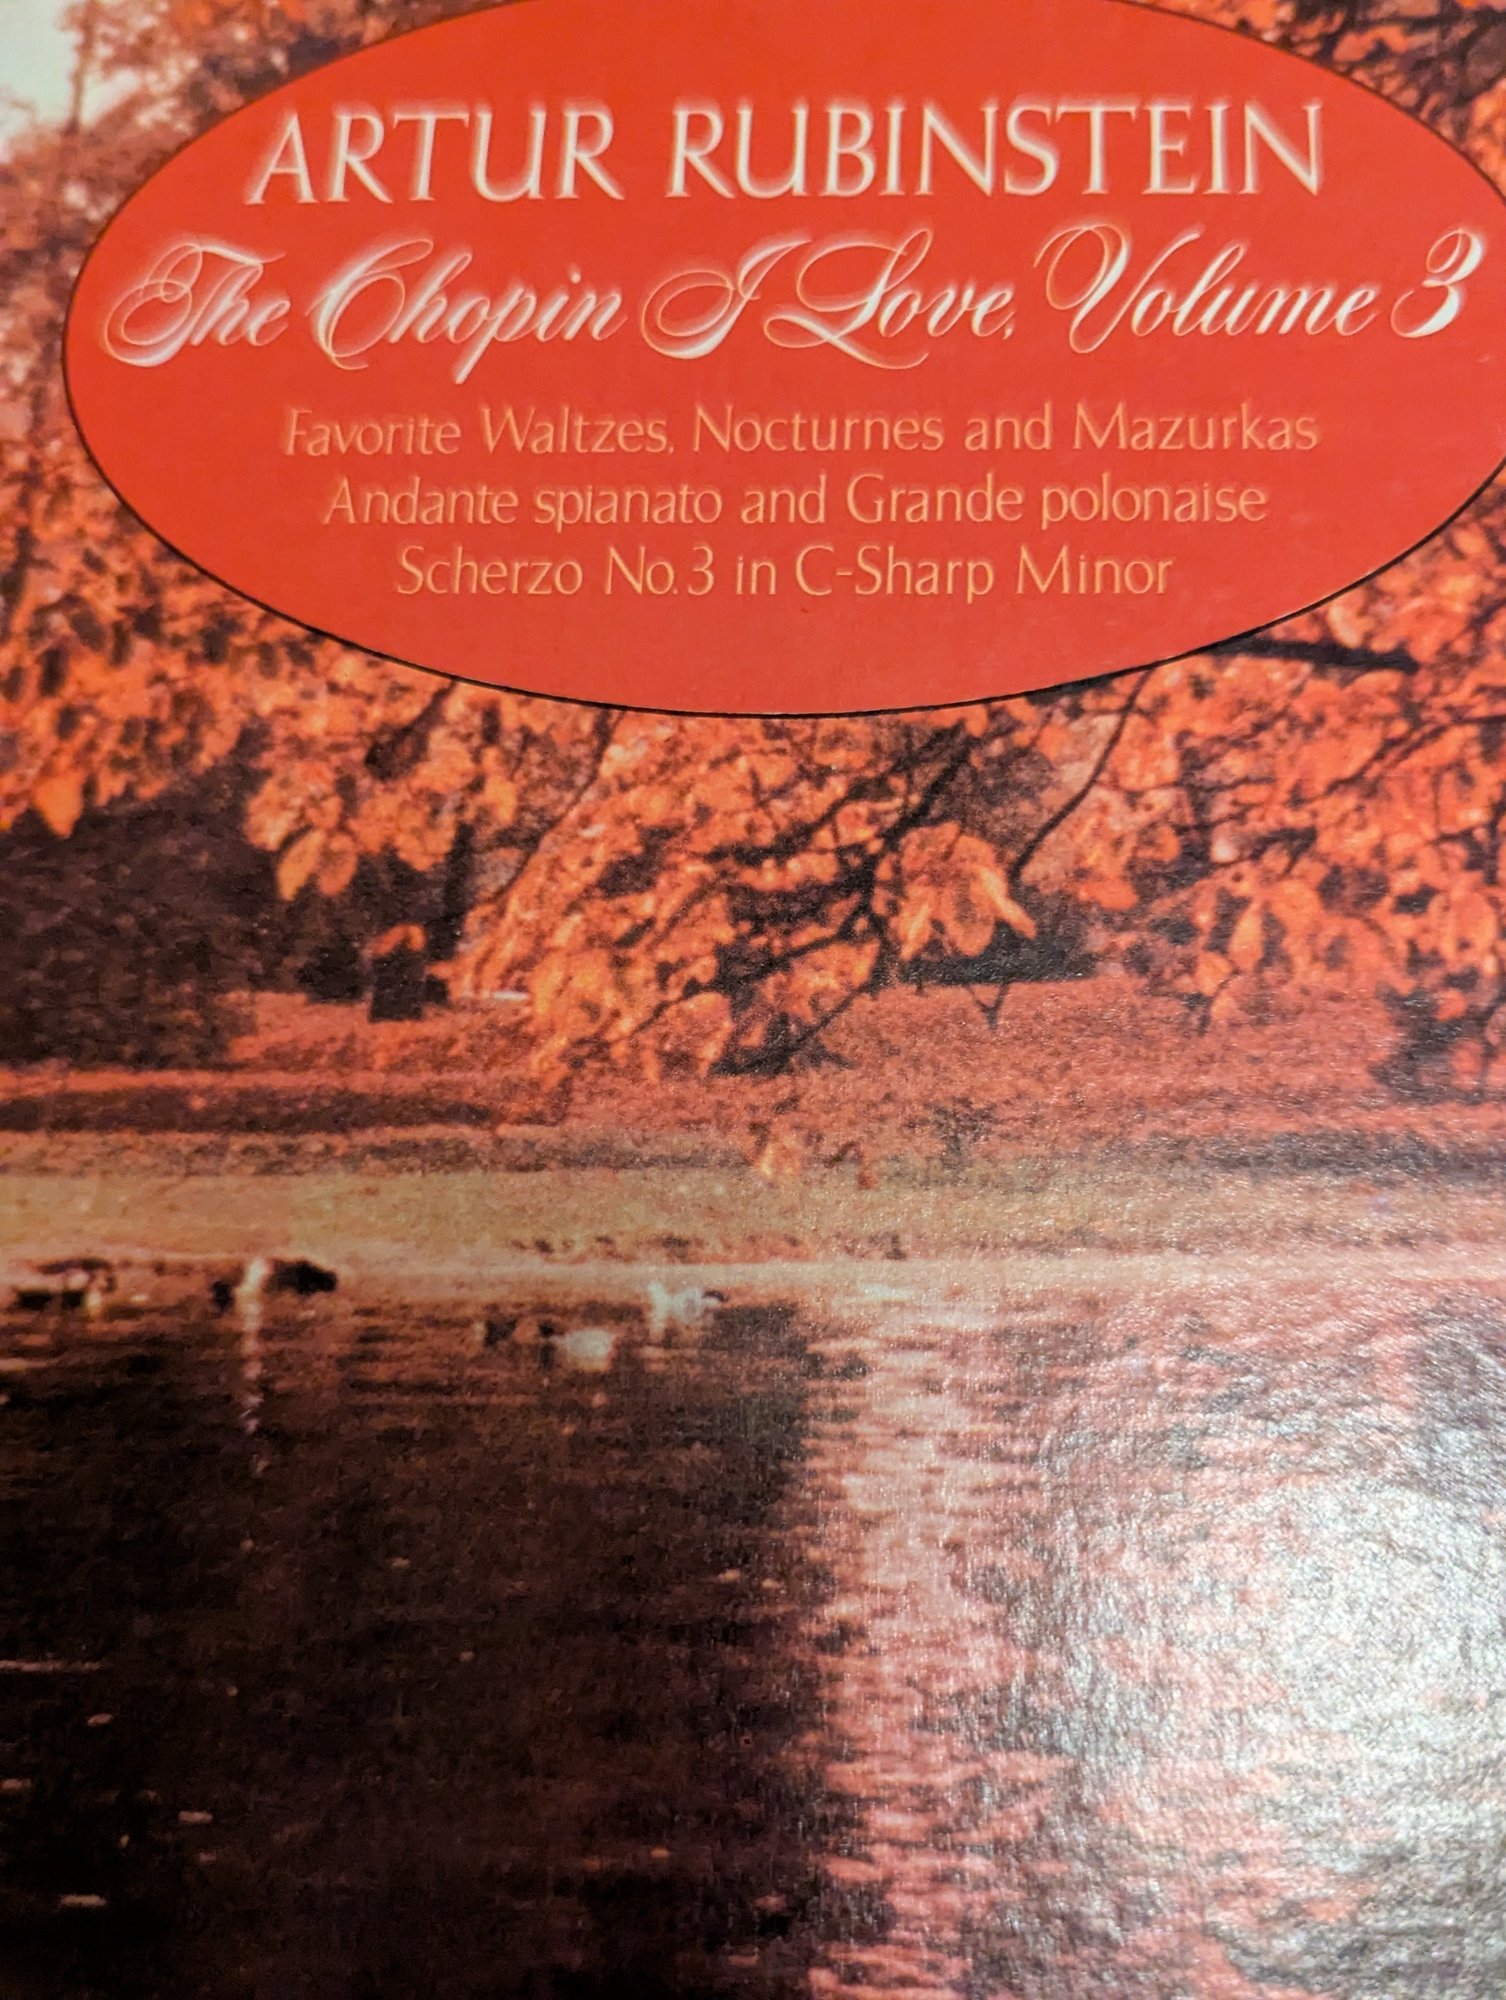 ARTUR RUBINSTEIN
The Chopin I Love, Volume 3
Favorite Waltzes, Nocturnes and Mazurkas
Andante spianato and Grande polonaise
Scherzo No.3 in C-Sharp Minor